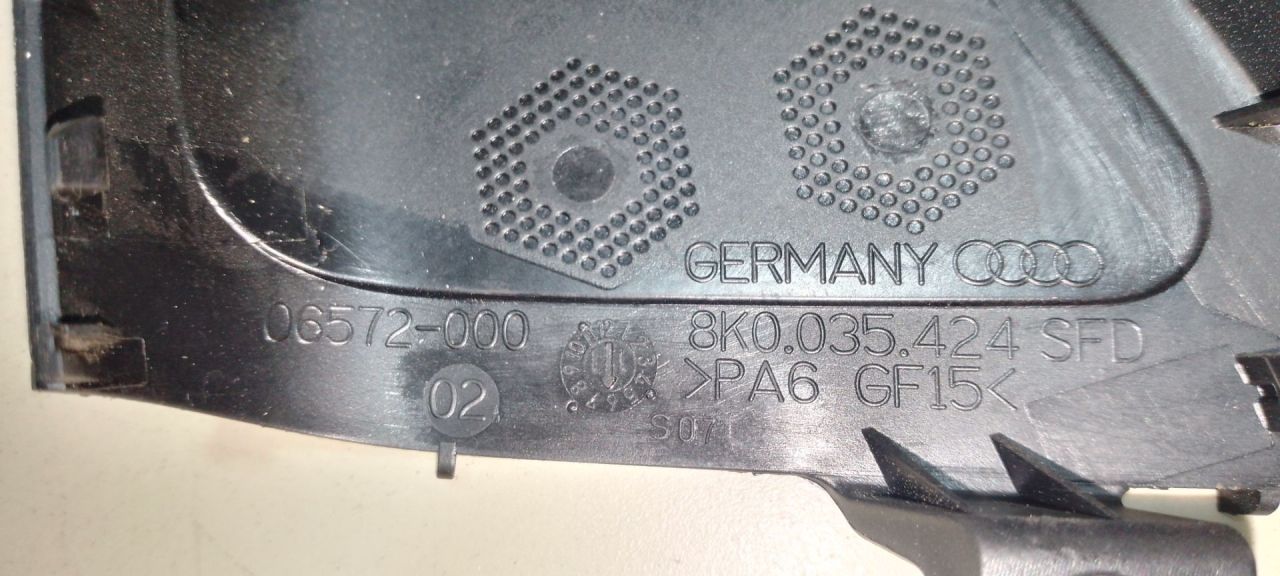 GERMANY
06572-000
8K0.035.424 SFD
>PA6 GF15<
02
S07